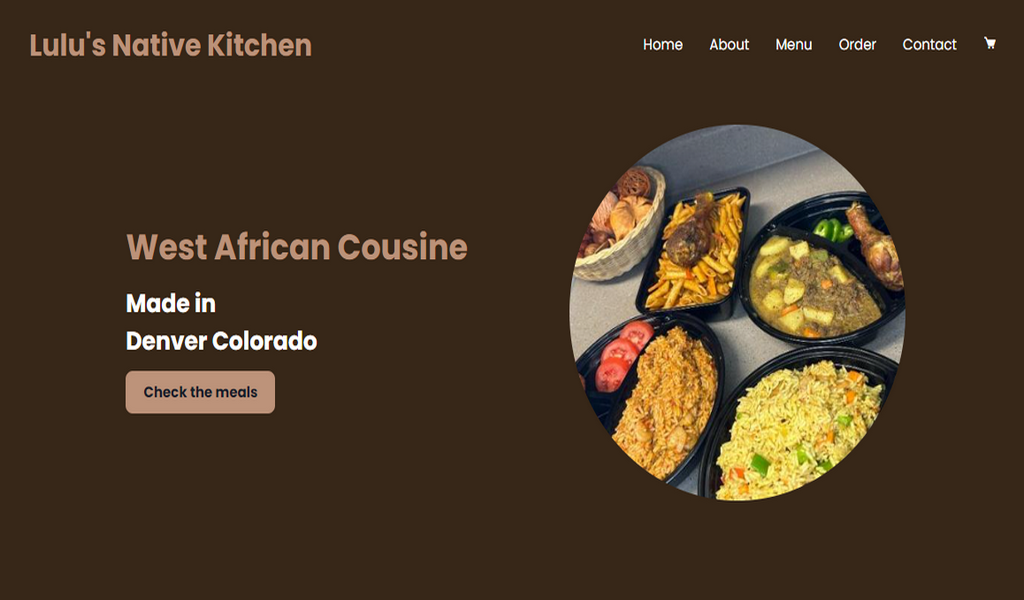 Lulu's Native Kitchen
Home About Menu Order Contact
West African Cousine
Made in
Denver Colorado
Check the meals